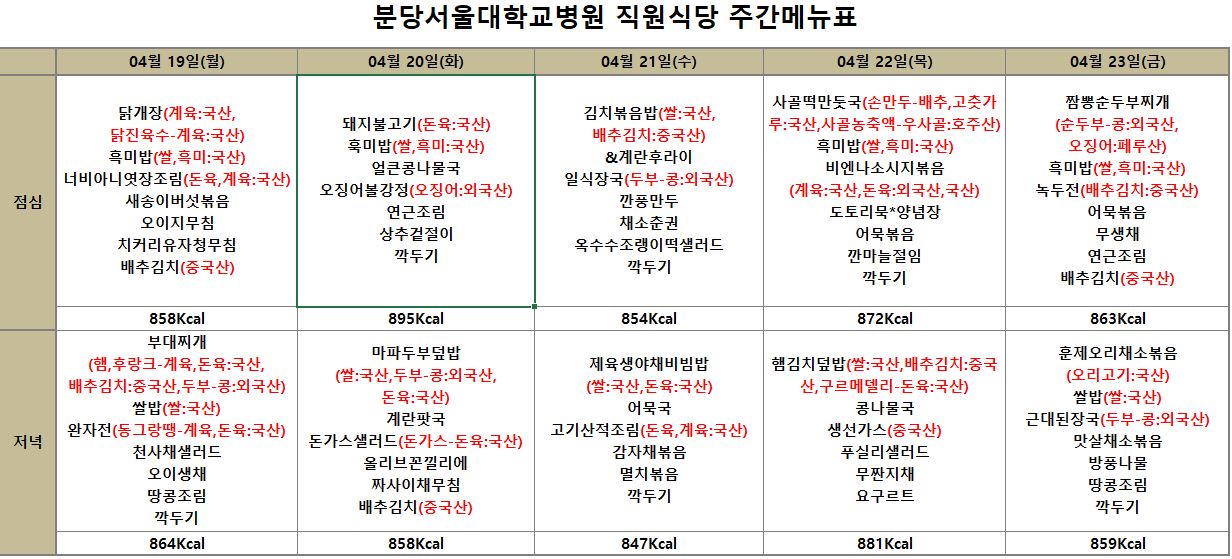 분당서울대학교병원 직원식당 주간메뉴표
04월 19일(월)
04월 20일(화)
04월 21일(수)
04월 22일(목)
04월 23일(금)
점심
닭개장(계육:국산,
닭진육수-계육:국산)
흑미밥(쌀,흑미:국산)
너비아니엿장조림(돈육,계육:국산)
새송이버섯볶음
오이지무침
치커리유자청무침
배추김치(중국산)
돼지불고기(돈육:국산)
흑미밥(쌀,흑미:국산)
얼큰콩나물국
오징어볼강정(오징어:외국산)
연근조림
상추겉절이
깍두기
김치볶음밥(쌀:국산,
배추김치:중국산)
&계란후라이
일식장국(두부-콩:외국산)
깐풍만두
채소춘권
옥수수조랭이떡샐러드
깍두기
사골떡만둣국(손만두-배추,고춧가
루:국산,사골농축액-우사골:호주산)
흑미밥(쌀,흑미:국산)
비엔나소시지볶음
(계육:국산,돈육:외국산,국산)
도토리묵*양념장
어묵볶음
깐마늘절임
깍두기
짬뽕순두부찌개
(순두부-콩:외국산,
오징어:페루산)
흑미밥(쌀,흑미:국산)
녹두전(배추김치:중국산)
어묵볶음
무생채
연근조림
배추김치(중국산)
858Kcal
895Kcal
854Kcal
872Kcal
863Kcal
저녁
부대찌개
(햄,후랑크-계육,돈육:국산,
배추김치:중국산,두부-콩:외국산)
쌀밥(쌀:국산)
완자전(동그랑땡-계육,돈육:국산)
천사채샐러드
오이생채
땅콩조림
깍두기
마파두부덮밥
(쌀:국산,두부-콩:외국산,
돈육:국산)
계란팟국
돈가스샐러드(돈가스-돈육:국산)
올리브꼰낄리에
짜사이채무침
배추김치(중국산)
제육생야채비빔밥
(쌀:국산,돈육:국산)
어묵국
고기산적조림(돈육,계육:국산)
감자채볶음
멸치볶음
깍두기
햄김치덮밥(쌀:국산,배추김치:중국
산,구르메델리-돈육:국산)
콩나물국
생선가스(중국산)
푸실리샐러드
무짠지채
요구르트
훈제오리채소볶음
(오리고기:국산)
쌀밥(쌀:국산)
근대된장국(두부-콩:외국산)
맛살채소볶음
방풍나물
땅콩조림
깍두기
864Kcal
858Kcal
847Kcal
881Kcal
859Kcal